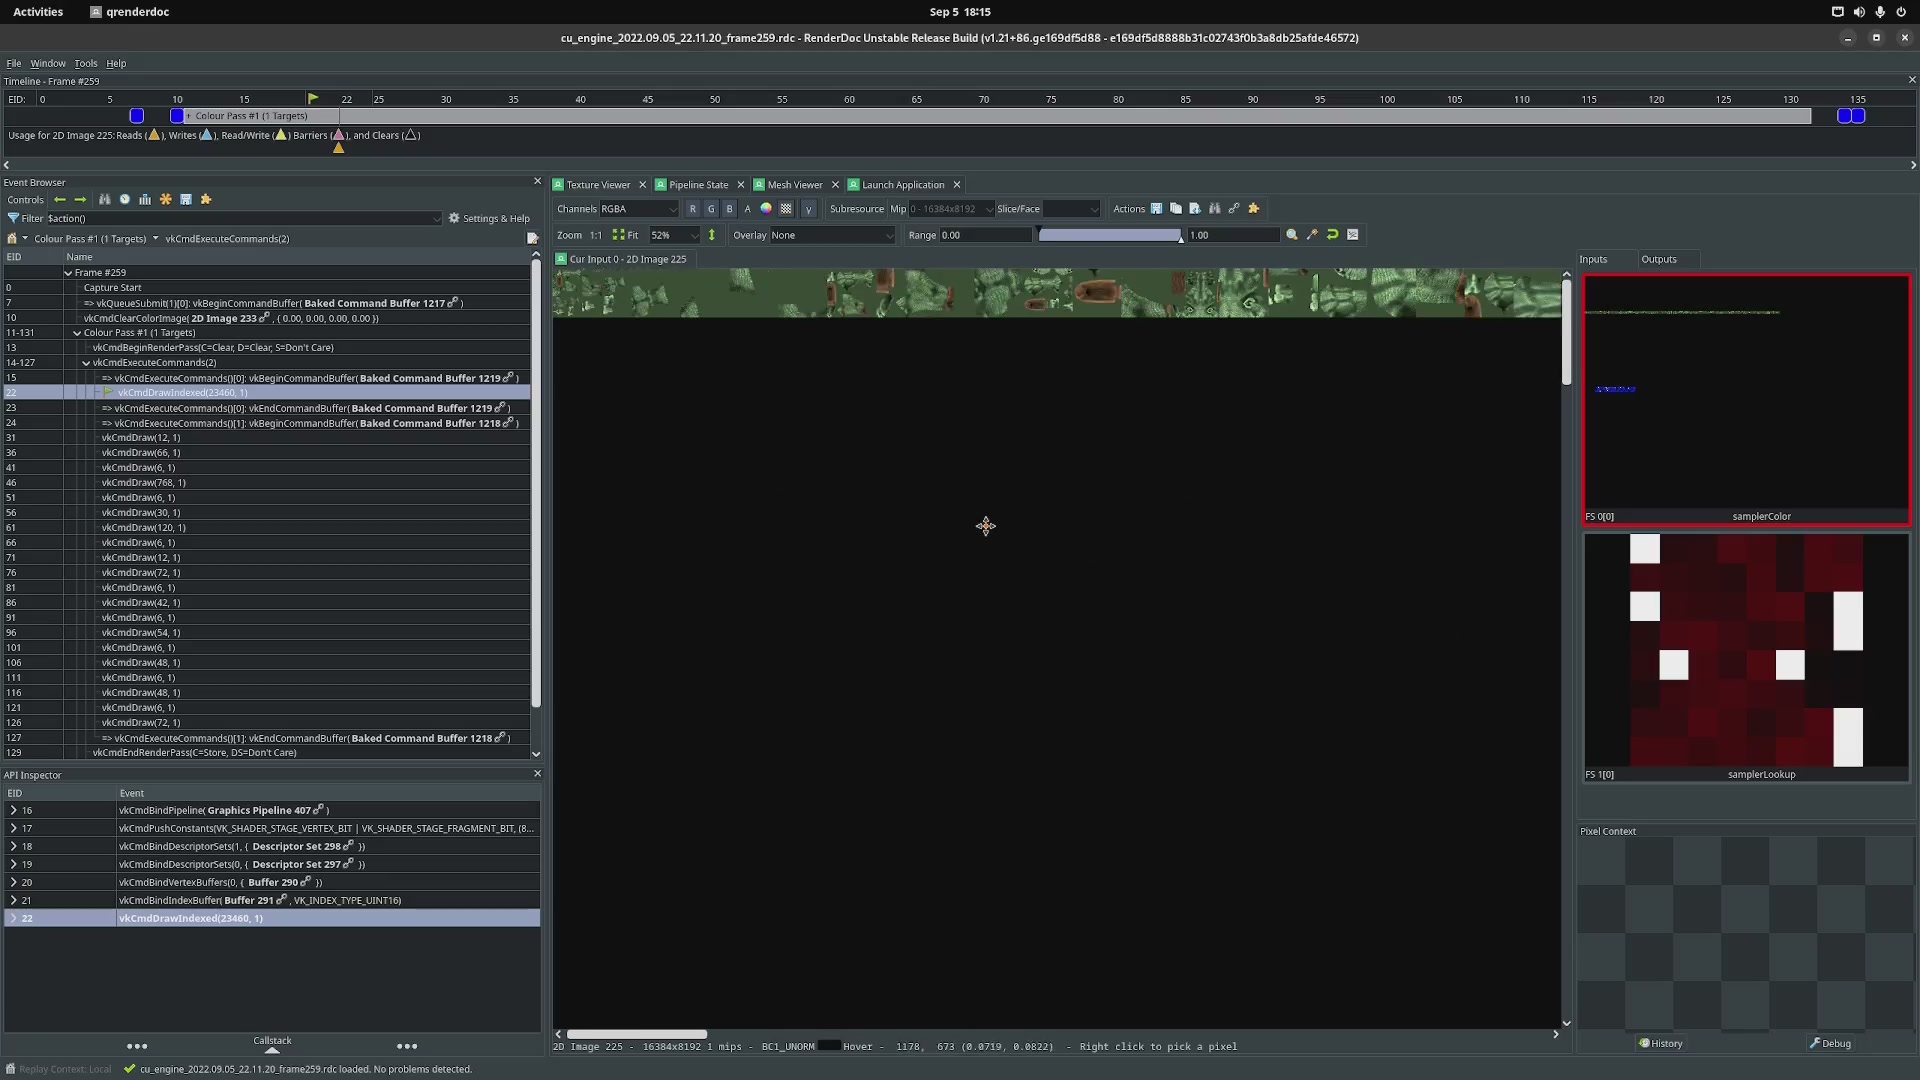 Activities qrenderdoc Sep 5 18:15
cu_engine_2022.09.05_22.11.20_frame259.rdc - RenderDoc Unstable Release Build (v1.21+86.ge169df5d88 - e169df5d8888b31c02743f0b3a8db25afde46572)
File Window Tools Help
Timeline - Frame #259
EID: 0 5 10 15 22 25 30 35 40 45 50 55 60 65 70 75 80 85 90 95 100 105 110 115 120 125 130 135
+ Colour Pass #1 (1 Targets)
Usage for 2D Image 225: Reads ( ), Writes ( ), Read/Write ( ) Barriers ( ), and Clears ( )
Event Browser
Controls
Filter $action() Settings & Help
Colour Pass #1 (1 Targets) vkCmdExecuteCommands(2)
EID Name
Frame #259
0 Capture Start
7 => vkQueueSubmit(1)[0]: vkBeginCommandBuffer( Baked Command Buffer 1217 )
10 vkCmdClearColorImage( 2D Image 233 , { 0.00, 0.00, 0.00, 0.00 })
11-131 Colour Pass #1 (1 Targets)
13 vkCmdBeginRenderPass(C=Clear, D=Clear, S=Don't Care)
14-127 vkCmdExecuteCommands(2)
15 => vkCmdExecuteCommands()[0]: vkBeginCommandBuffer( Baked Command Buffer 1219 )
22 vkCmdDrawIndexed(23460, 1)
23 => vkCmdExecuteCommands()[0]: vkEndCommandBuffer( Baked Command Buffer 1219 )
24 => vkCmdExecuteCommands()[1]: vkBeginCommandBuffer( Baked Command Buffer 1218 )
31 vkCmdDraw(12, 1)
36 vkCmdDraw(66, 1)
41 vkCmdDraw(6, 1)
46 vkCmdDraw(768, 1)
51 vkCmdDraw(6, 1)
56 vkCmdDraw(30, 1)
61 vkCmdDraw(120, 1)
66 vkCmdDraw(6, 1)
71 vkCmdDraw(12, 1)
76 vkCmdDraw(72, 1)
81 vkCmdDraw(6, 1)
86 vkCmdDraw(42, 1)
91 vkCmdDraw(6, 1)
96 vkCmdDraw(54, 1)
101 vkCmdDraw(6, 1)
106 vkCmdDraw(48, 1)
111 vkCmdDraw(6, 1)
116 vkCmdDraw(48, 1)
121 vkCmdDraw(6, 1)
126 vkCmdDraw(72, 1)
127 => vkCmdExecuteCommands()[1]: vkEndCommandBuffer( Baked Command Buffer 1218 )
129 vkCmdEndRenderPass(C=Store, DS=Don't Care)
API Inspector
EID Event
16 vkCmdBindPipeline( Graphics Pipeline 407 )
17 vkCmdPushConstants(VK_SHADER_STAGE_VERTEX_BIT | VK_SHADER_STAGE_FRAGMENT_BIT, (8...
18 vkCmdBindDescriptorSets(1, { Descriptor Set 298 })
19 vkCmdBindDescriptorSets(0, { Descriptor Set 297 })
20 vkCmdBindVertexBuffers(0, { Buffer 290 })
21 vkCmdBindIndexBuffer( Buffer 291 , VK_INDEX_TYPE_UINT16)
22 vkCmdDrawIndexed(23460, 1)
Callstack
Texture Viewer Pipeline State Mesh Viewer Launch Application
Channels RGBA R G B A γ Subresource Mip 0 - 16384x8192 Slice/Face Actions
Zoom 1:1 Fit 52% Overlay None Range 0.00 1.00
Cur Input 0 - 2D Image 225
2D Image 225 - 16384x8192 1 mips - BC1_UNORM Hover - 1178, 673 (0.0719, 0.0822) - Right click to pick a pixel
Inputs Outputs
FS 0[0] samplerColor
FS 1[0] samplerLookup
Pixel Context
History Debug
Replay Context: Local cu_engine_2022.09.05_22.11.20_frame259.rdc loaded. No problems detected.